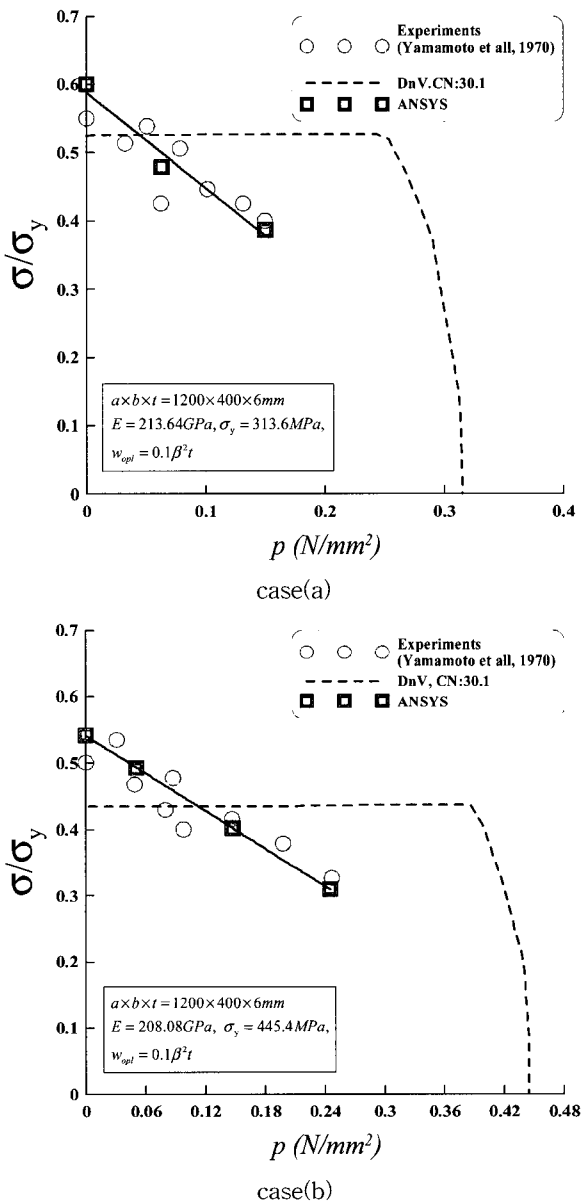 0.7
0.6
0.5
0.4
0.3
0.2
0.1
0
σ/σy
Experiments
(Yamamoto et all, 1970)
DnV.CN:30.1
ANSYS
a×b×t=1200×400×6mm
E = 213.64GPa, σy = 313.6MPa,
wopl = 0.1β²t
0 0.1 0.2 0.3 0.4
p (N/mm²)
case(a)
0.7
0.6
0.5
0.4
0.3
0.2
0.1
0
σ/σy
Experiments
(Yamamoto et all, 1970)
DnV, CN:30.1
ANSYS
a×b×t=1200×400×6mm
E = 208.08GPa, σy = 445.4MPa,
wopl = 0.1β²t
0 0.06 0.12 0.18 0.24 0.3 0.36 0.42 0.48
p (N/mm²)
case(b)